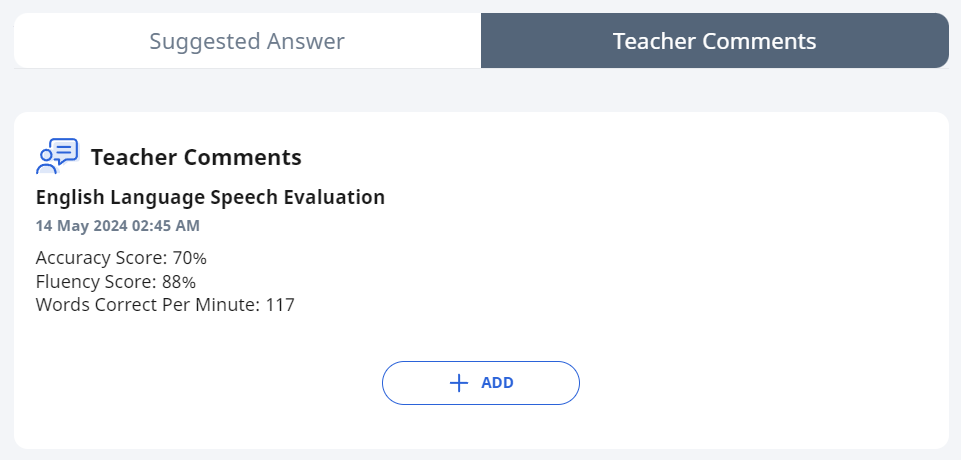 Suggested Answer
Teacher Comments
Teacher Comments
English Language Speech Evaluation
14 May 2024 02:45 AM
Accuracy Score: 70%
Fluency Score: 88%
Words Correct Per Minute: 117
ADD